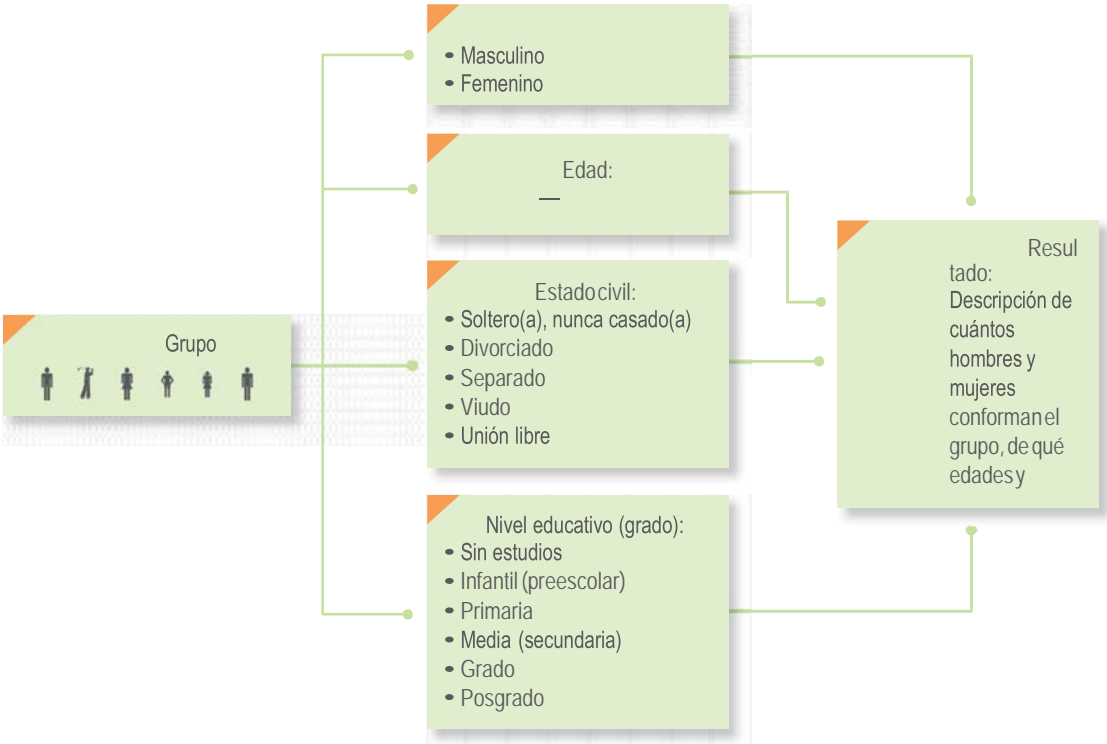 • Masculino
• Femenino
Edad:
Estado civil:
• Soltero(a), nunca casado(a)
• Divorciado
• Separado
• Viudo
• Unión libre
Grupo
Nivel educativo (grado):
• Sin estudios
• Infantil (preescolar)
• Primaria
• Media (secundaria)
• Grado
• Posgrado
Resul
tado:
Descripción de
cuántos
hombres y
mujeres
conforman el
grupo, de qué
edades y